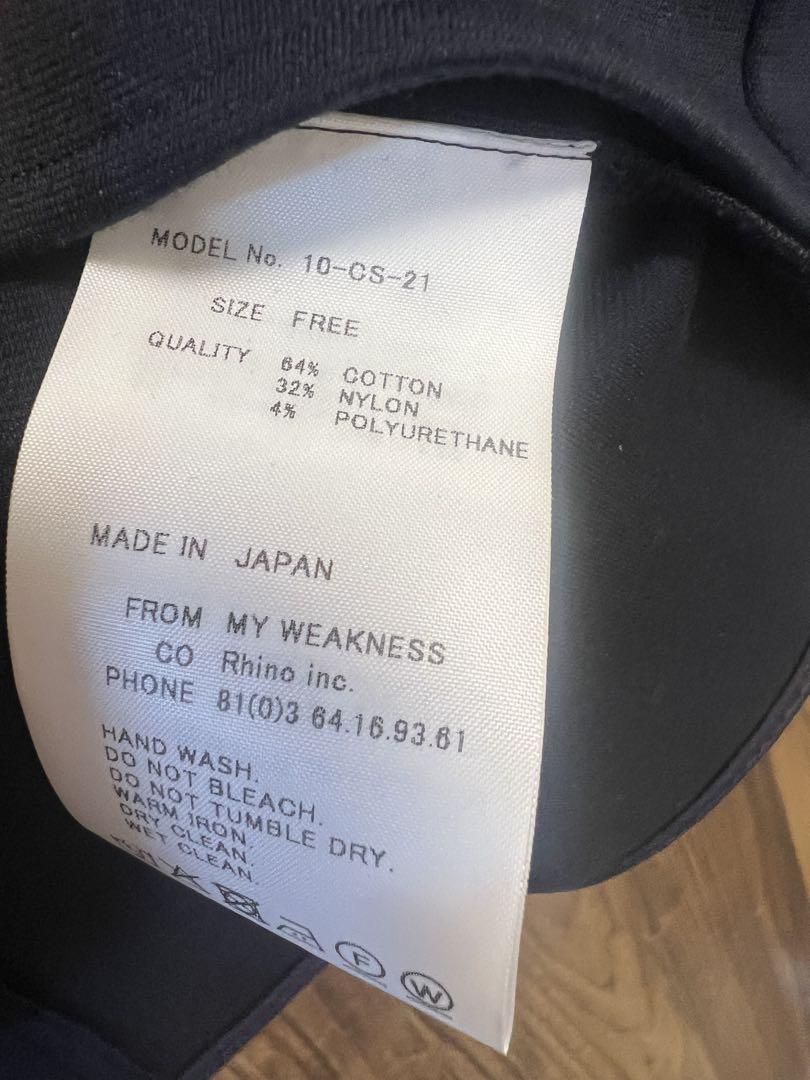 MODEL No. 10-CS-21
SIZE FREE
QUALITY 64% COTTON
32% NYLON
4% POLYURETHANE
MADE IN JAPAN
FROM MY WEAKNESS
CO Rhino inc.
PHONE 81(0)3 64.16.93.61
HAND WASH.
DO NOT BLEACH.
DO NOT TUMBLE DRY.
WARM IRON.
DRY CLEAN.
WET CLEAN.
F W